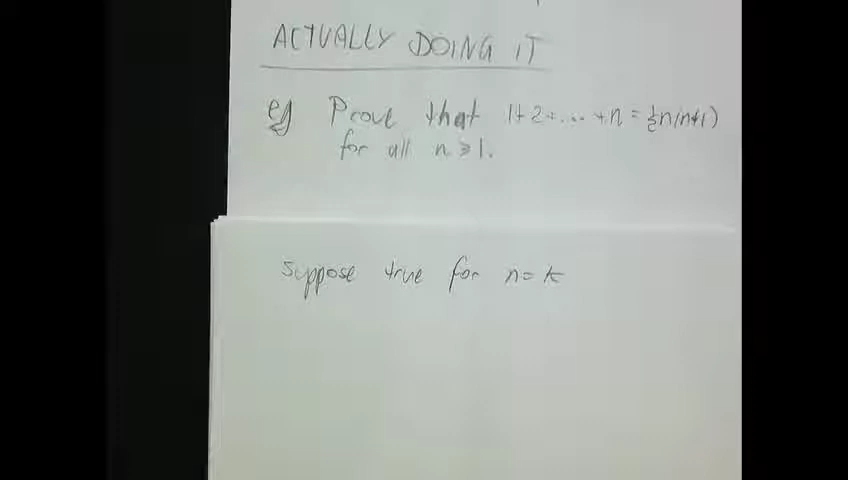 ACTUALLY DOING IT
eg Prove that 1+2+...+n = ½n(n+1)
for all n ≥ 1.
Suppose true for n = k